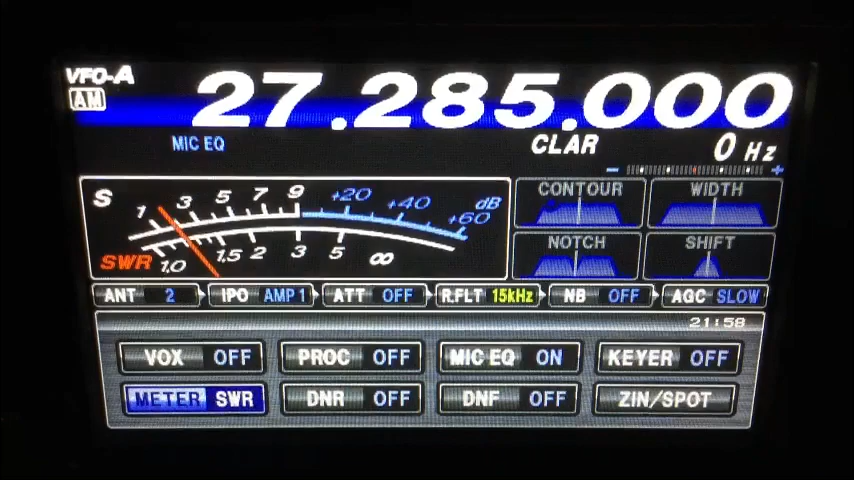 VFO-A 27.285.000
AM
MIC EQ CLAR 0 Hz
− +
S 1 3 5 7 9 +20 +40 +60 dB
SWR 1.0 1.5 2 3 5 ∞
CONTOUR WIDTH
NOTCH SHIFT
ANT 2 IPO AMP 1 ATT OFF R.FLT 15kHz NB OFF AGC SLOW
21:58
VOX OFF PROC OFF MIC EQ ON KEYER OFF
METER SWR DNR OFF DNF OFF ZIN/SPOT